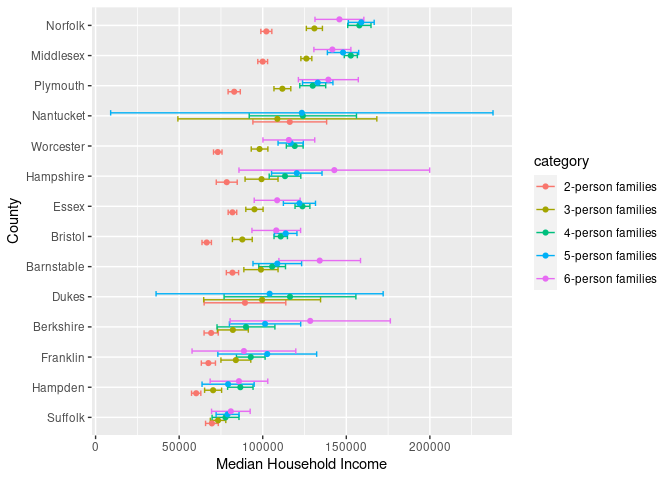 County
Norfolk
Middlesex
Plymouth
Nantucket
Worcester
Hampshire
Essex
Bristol
Barnstable
Dukes
Berkshire
Franklin
Hampden
Suffolk
0 50000 100000 150000 200000
Median Household Income
category
2-person families
3-person families
4-person families
5-person families
6-person families